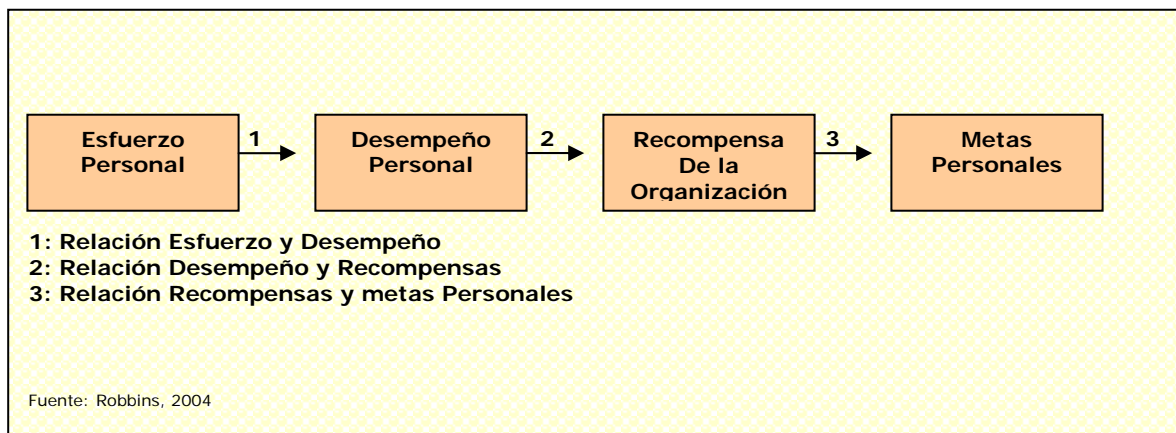 Esfuerzo
Personal
1
Desempeño
Personal
2
Recompensa
De la
Organización
3
Metas
Personales
1: Relación Esfuerzo y Desempeño
2: Relación Desempeño y Recompensas
3: Relación Recompensas y metas Personales
Fuente: Robbins, 2004